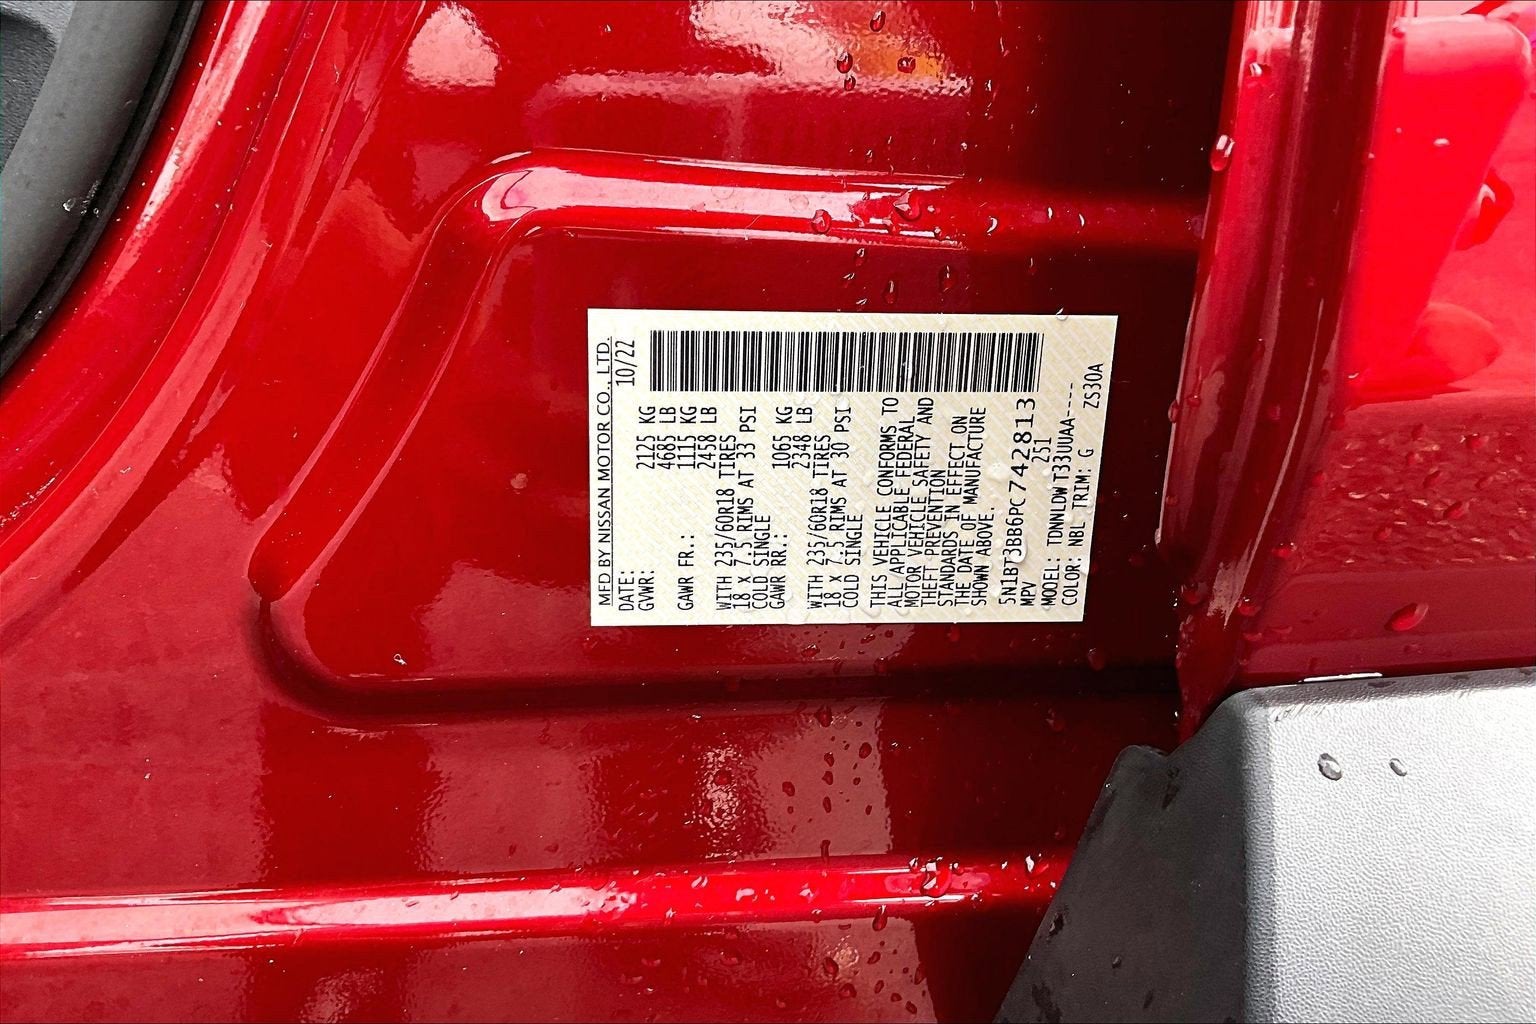 MFD BY NISSAN MOTOR CO., LTD.
DATE: 10/22
GVWR: 2125 KG
4685 LB
GAWR FR.: 1115 KG
2458 LB
WITH 235/60R18 TIRES
18 X 7.5 RIMS AT 33 PSI
COLD SINGLE
GAWR RR.: 1065 KG
2348 LB
WITH 235/60R18 TIRES
18 X 7.5 RIMS AT 30 PSI
COLD SINGLE
THIS VEHICLE CONFORMS TO
ALL APPLICABLE FEDERAL
MOTOR VEHICLE SAFETY AND
THEFT PREVENTION
STANDARDS IN EFFECT ON
THE DATE OF MANUFACTURE
SHOWN ABOVE.
5N1BT3BB6PC742813
MPV 251
MODEL: TDNNLDW T33UUAA----
COLOR: NBL TRIM: G ZS30A